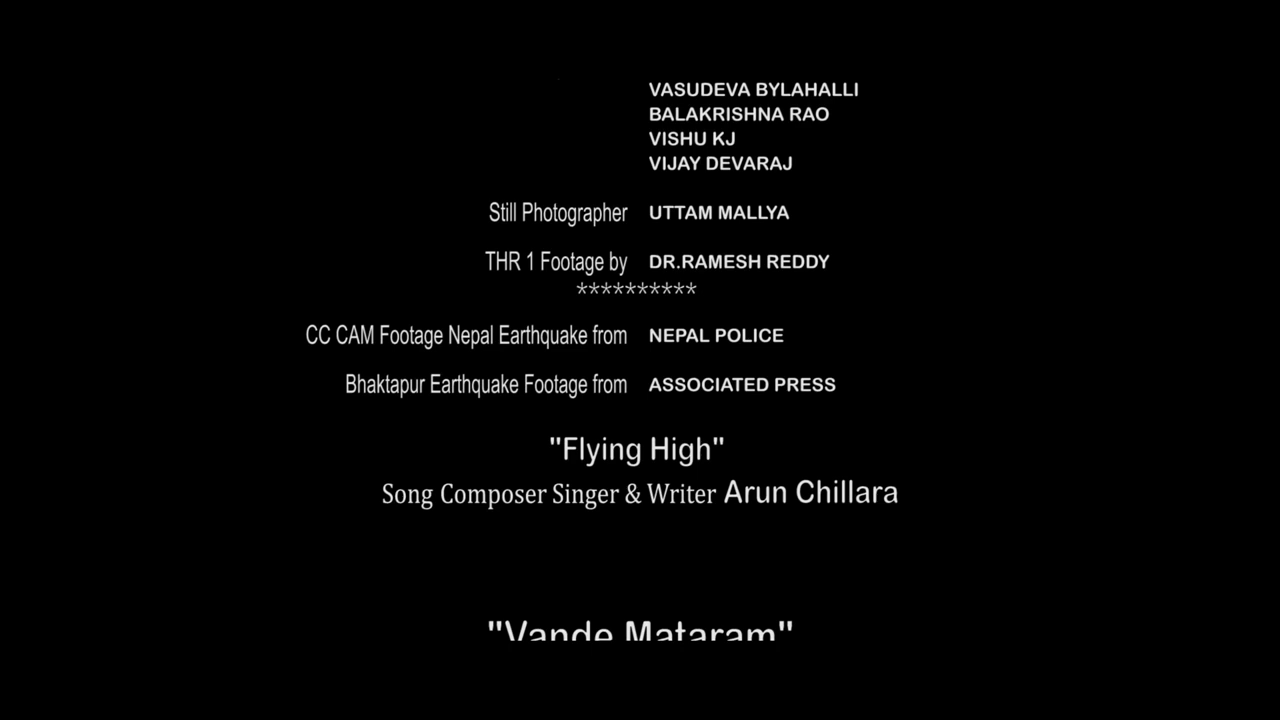 VASUDEVA BYLAHALLI
BALAKRISHNA RAO
VISHU KJ
VIJAY DEVARAJ
Still Photographer UTTAM MALLYA
THR 1 Footage by DR.RAMESH REDDY
**********
CC CAM Footage Nepal Earthquake from NEPAL POLICE
Bhaktapur Earthquake Footage from ASSOCIATED PRESS
"Flying High"
Song Composer Singer & Writer Arun Chillara
"Vande Mataram"